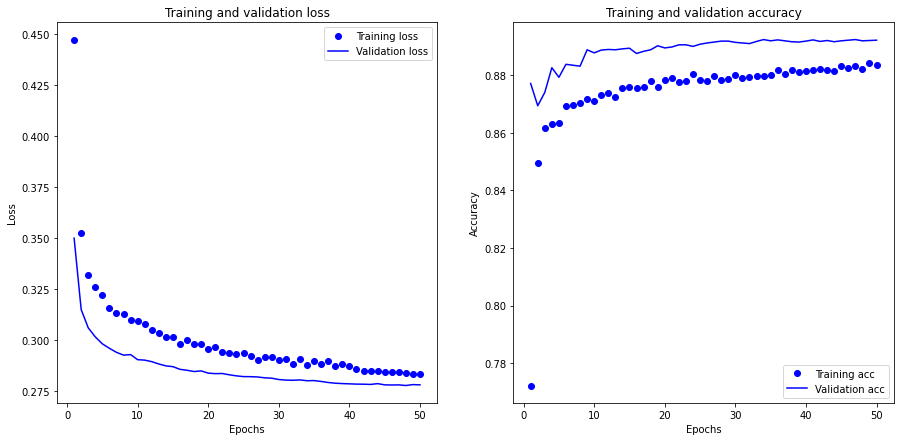 Training and validation loss
Training loss
Validation loss
0.450
0.425
0.400
0.375
0.350
0.325
0.300
0.275
Loss
0 10 20 30 40 50
Epochs
Training and validation accuracy
0.88
0.86
0.84
0.82
0.80
0.78
Accuracy
Training acc
Validation acc
0 10 20 30 40 50
Epochs